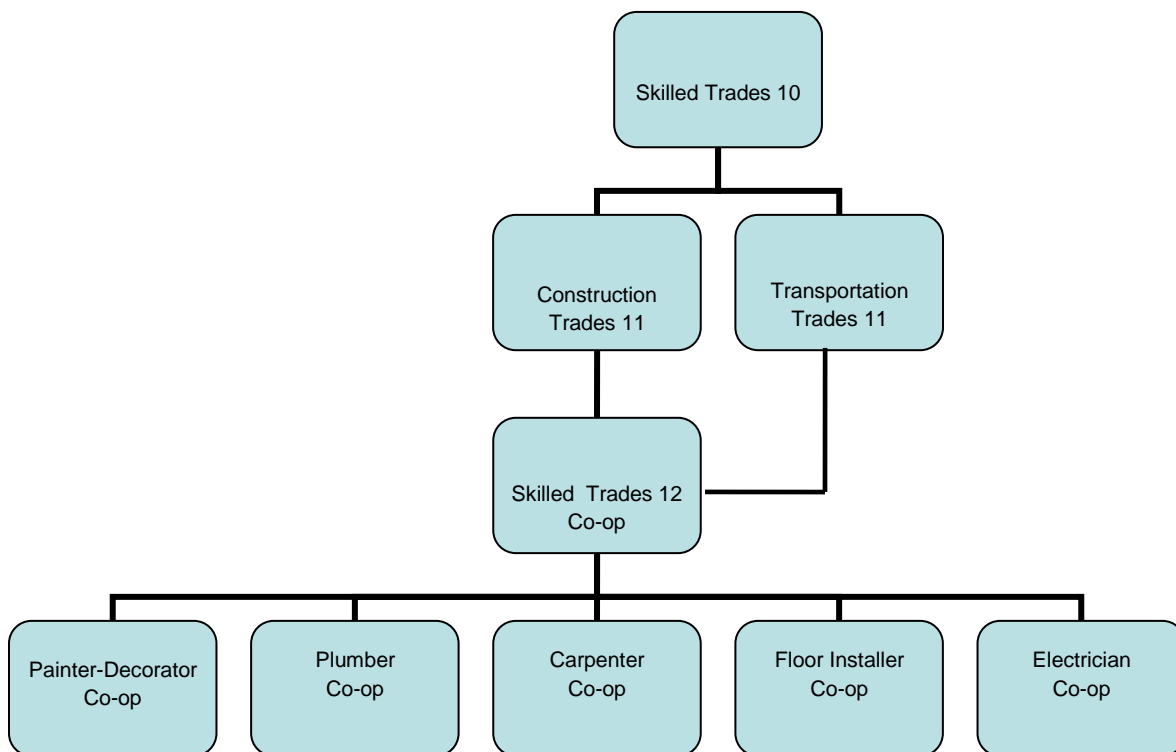 Skilled Trades 10
Construction
Trades 11
Transportation
Trades 11
Skilled  Trades 12
Co-op
Painter-Decorator
Co-op
Plumber
Co-op
Carpenter
Co-op
Floor Installer
Co-op
Electrician
Co-op